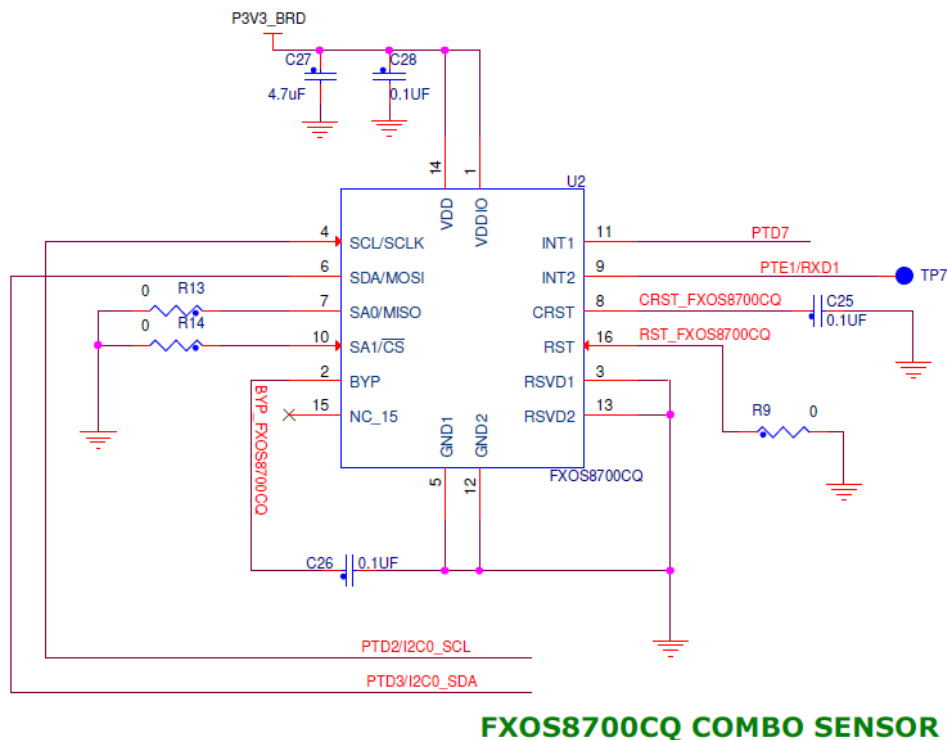 P3V3_BRD
C27
4.7uF
C28
0.1UF
14
1
U2
VDD
VDDIO
4
SCL/SCLK
INT1
11
PTD7
6
SDA/MOSI
INT2
9
PTE1/RXD1
TP7
0
R13
7
SA0/MISO
CRST
8
CRST_FXOS8700CQ
C25
0.1UF
0
R14
10
SA1/CS
RST
16
RST_FXOS8700CQ
2
BYP
RSVD1
3
BYP_FXOS8700CQ
15
NC_15
RSVD2
13
R9
0
GND1
GND2
FXOS8700CQ
5
12
C26
0.1UF
PTD2/I2C0_SCL
PTD3/I2C0_SDA
FXOS8700CQ COMBO SENSOR